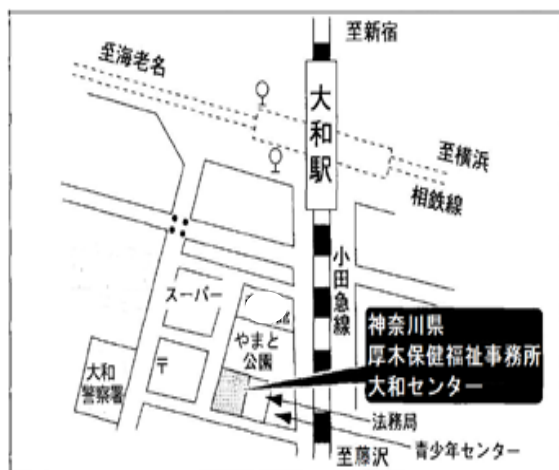 至新宿
至海老名
大和駅
至横浜
相鉄線
小田急線
スーパー
やまと
公園
神奈川県
厚木保健福祉事務所
大和センター
大和
警察署
〒
法務局
青少年センター
至藤沢